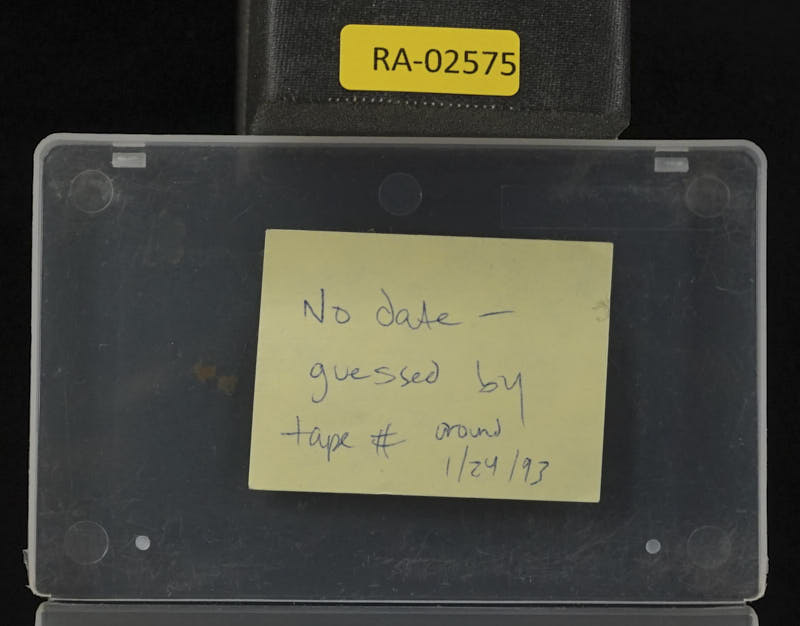 RA-02575
No date –
guessed by
tape # around
1/24/93